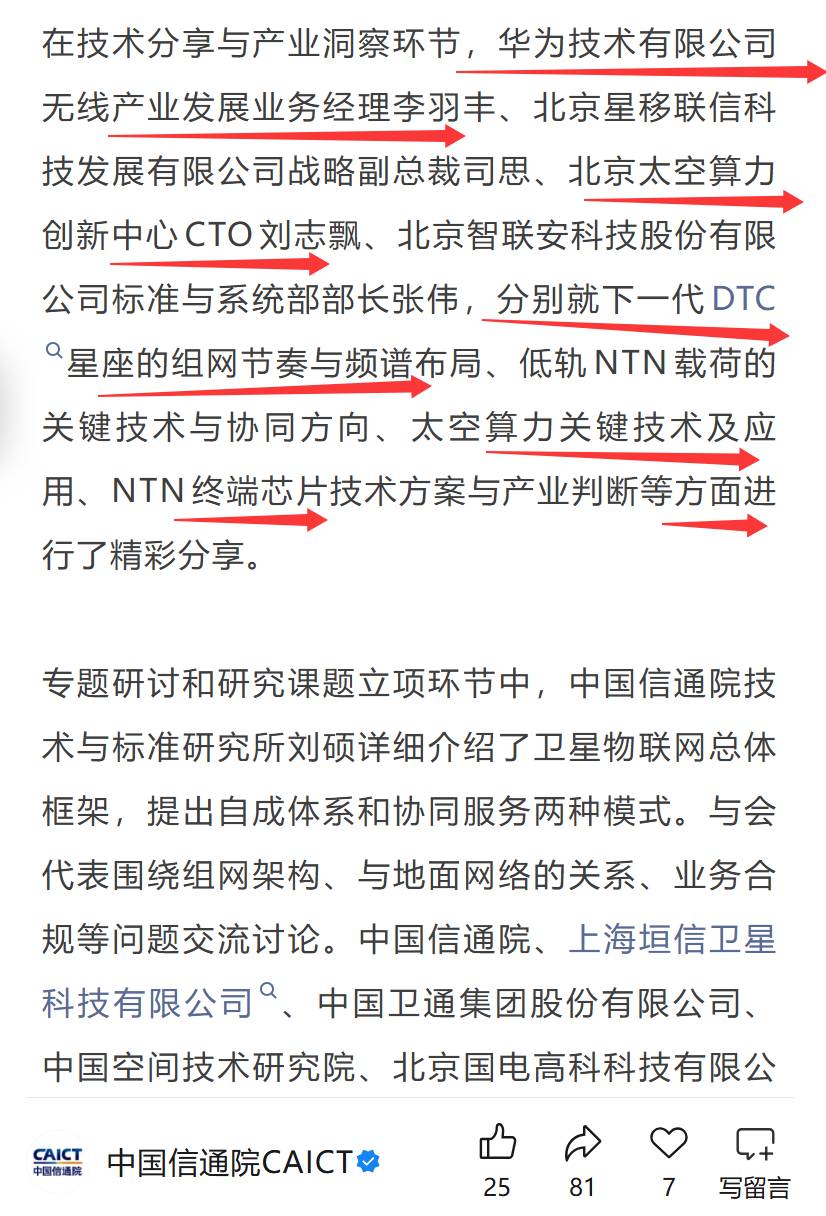 在技术分享与产业洞察环节，华为技术有限公司
无线产业发展业务经理李羽丰、北京星移联信科
技发展有限公司战略副总裁司思、北京太空算力
创新中心CTO刘志飘、北京智联安科技股份有限
公司标准与系统部部长张伟，分别就下一代DTC
星座的组网节奏与频谱布局、低轨NTN载荷的
关键技术与协同方向、太空算力关键技术及应
用、NTN终端芯片技术方案与产业判断等方面进
行了精彩分享。
专题研讨和研究课题立项环节中，中国信通院技
术与标准研究所刘硕详细介绍了卫星物联网总体
框架，提出自成体系和协同服务两种模式。与会
代表围绕组网架构、与地面网络的关系、业务合
规等问题交流讨论。中国信通院、上海垣信卫星
科技有限公司、中国卫通集团股份有限公司、
中国空间技术研究院、北京国电高科科技有限公
CAICT
中国信通院
中国信通院CAICT
25
81
7
写留言